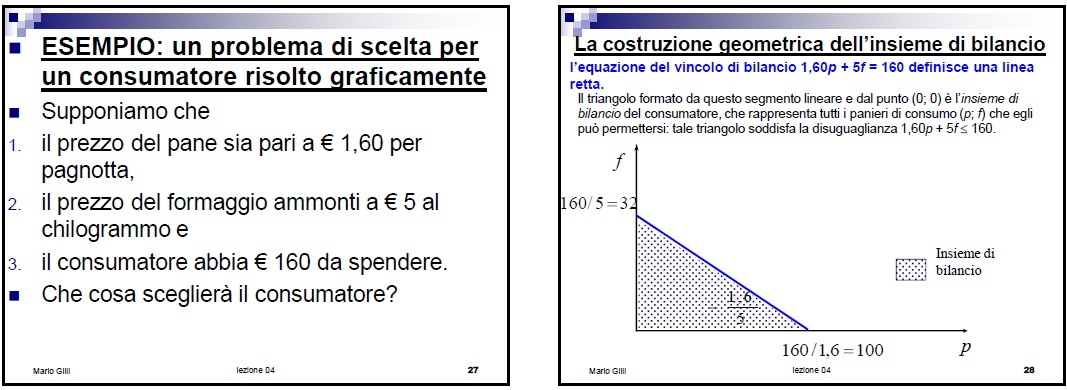 ESEMPIO: un problema di scelta per
un consumatore risolto graficamente
Supponiamo che
1. il prezzo del pane sia pari a € 1,60 per
pagnotta,
2. il prezzo del formaggio ammonti a € 5 al
chilogrammo e
3. il consumatore abbia € 160 da spendere.
Che cosa sceglierà il consumatore?
Mario Gilli
lezione 04
27
La costruzione geometrica dell'insieme di bilancio
l'equazione del vincolo di bilancio 1,60p + 5f = 160 definisce una linea
retta.
Il triangolo formato da questo segmento lineare e dal punto (0; 0) è l'insieme di
bilancio del consumatore, che rappresenta tutti i panieri di consumo (p; f) che egli
può permettersi: tale triangolo soddisfa la disuguaglianza 1,60p + 5f ≤ 160.
f
160/5 = 32
Insieme di
bilancio
1,6
5
160/1,6 = 100
p
Mario Gilli
lezione 04
28